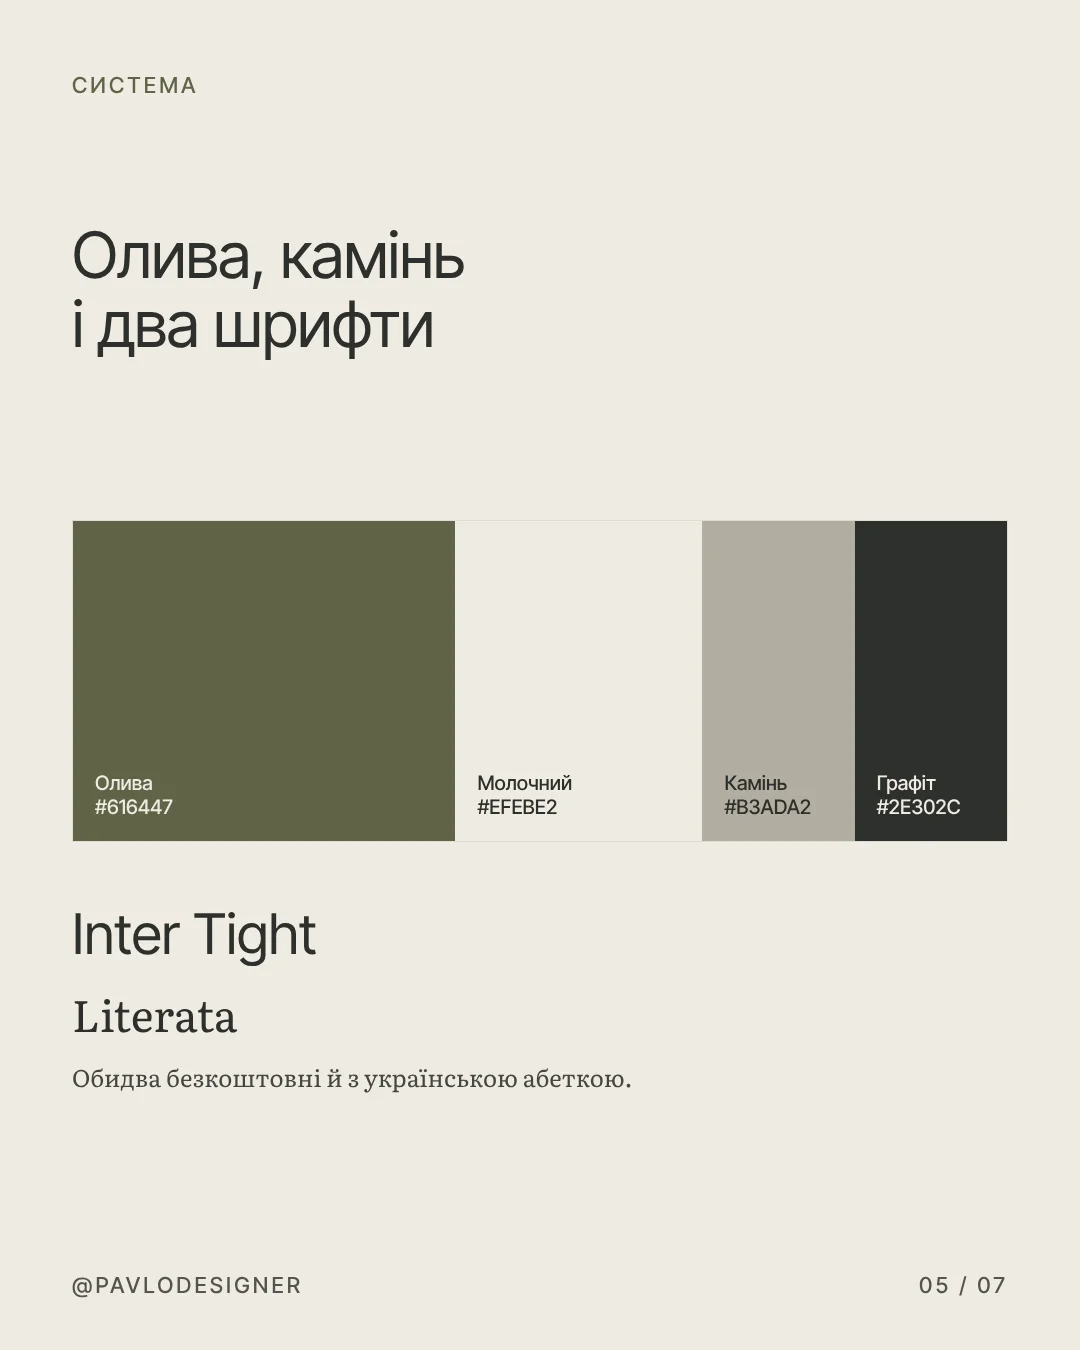 СИСТЕМА
Олива, камінь
і два шрифти
Олива
#616447
Молочний
#EFEBE2
Камінь
#B3ADA2
Графіт
#2E302C
Inter Tight
Literata
Обидва безкоштовні й з українською абеткою.
@PAVLODESIGNER
05 / 07